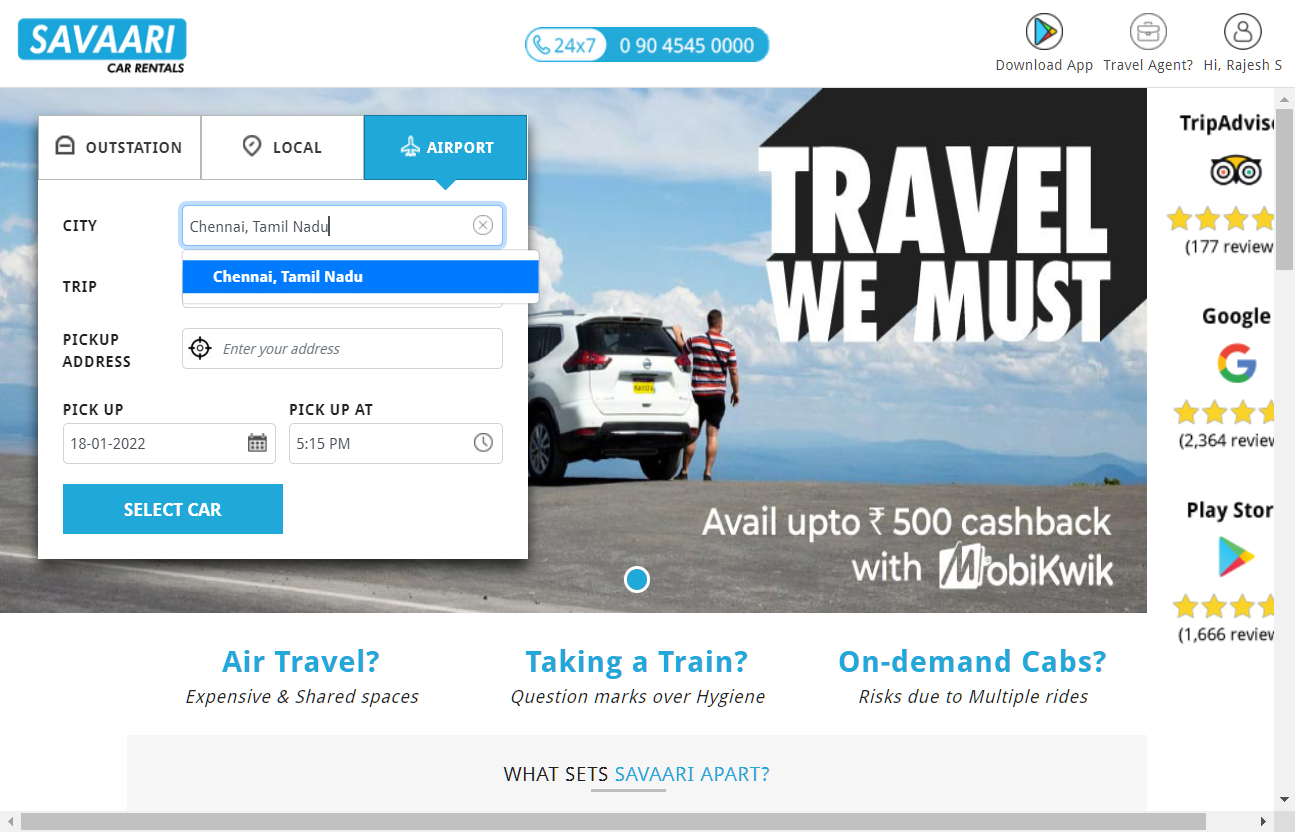 SAVAARI
CAR RENTALS
24x7 0 90 4545 0000
Download App
Travel Agent?
Hi, Rajesh S
OUTSTATION
LOCAL
AIRPORT
CITY
Chennai, Tamil Nadu
Chennai, Tamil Nadu
TRIP
PICKUP
ADDRESS
Enter your address
PICK UP
PICK UP AT
18-01-2022
5:15 PM
SELECT CAR
TRAVEL
WE MUST
Avail upto ₹ 500 cashback
with MobiKwik
TripAdviso
(177 review
Google
(2,364 review
Play Stor
(1,666 review
Air Travel?
Expensive & Shared spaces
Taking a Train?
Question marks over Hygiene
On-demand Cabs?
Risks due to Multiple rides
WHAT SETS SAVAARI APART?